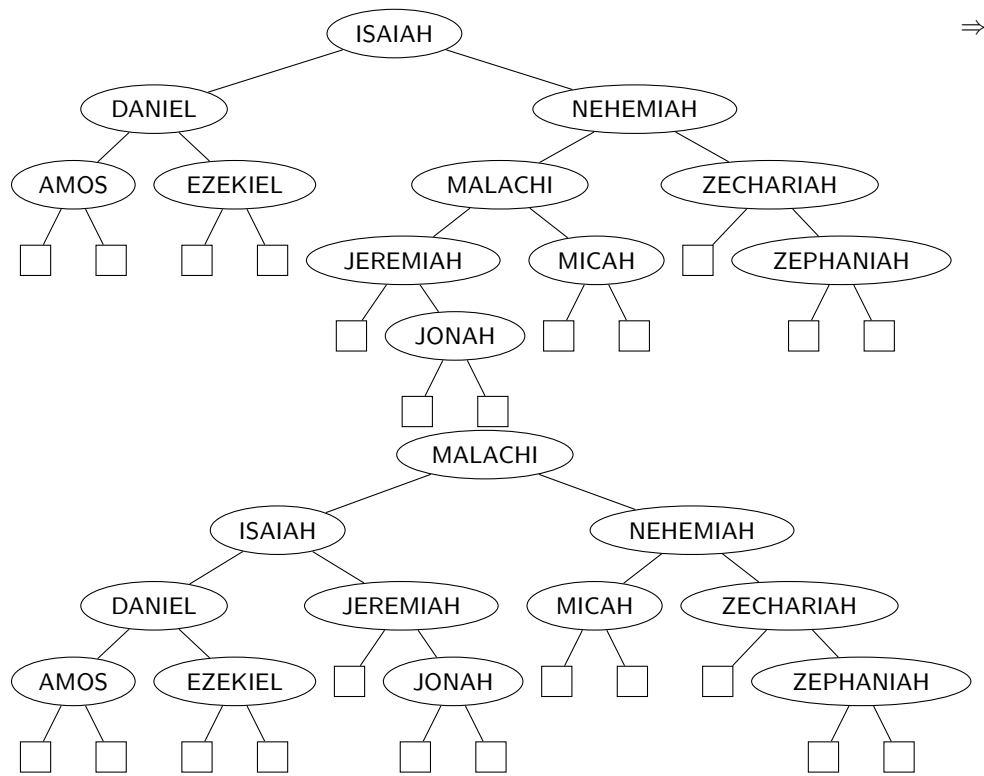 ISAIAH ⇒
DANIEL NEHEMIAH
AMOS EZEKIEL MALACHI ZECHARIAH
JEREMIAH MICAH ZEPHANIAH
JONAH
MALACHI
ISAIAH NEHEMIAH
DANIEL JEREMIAH MICAH ZECHARIAH
AMOS EZEKIEL JONAH ZEPHANIAH